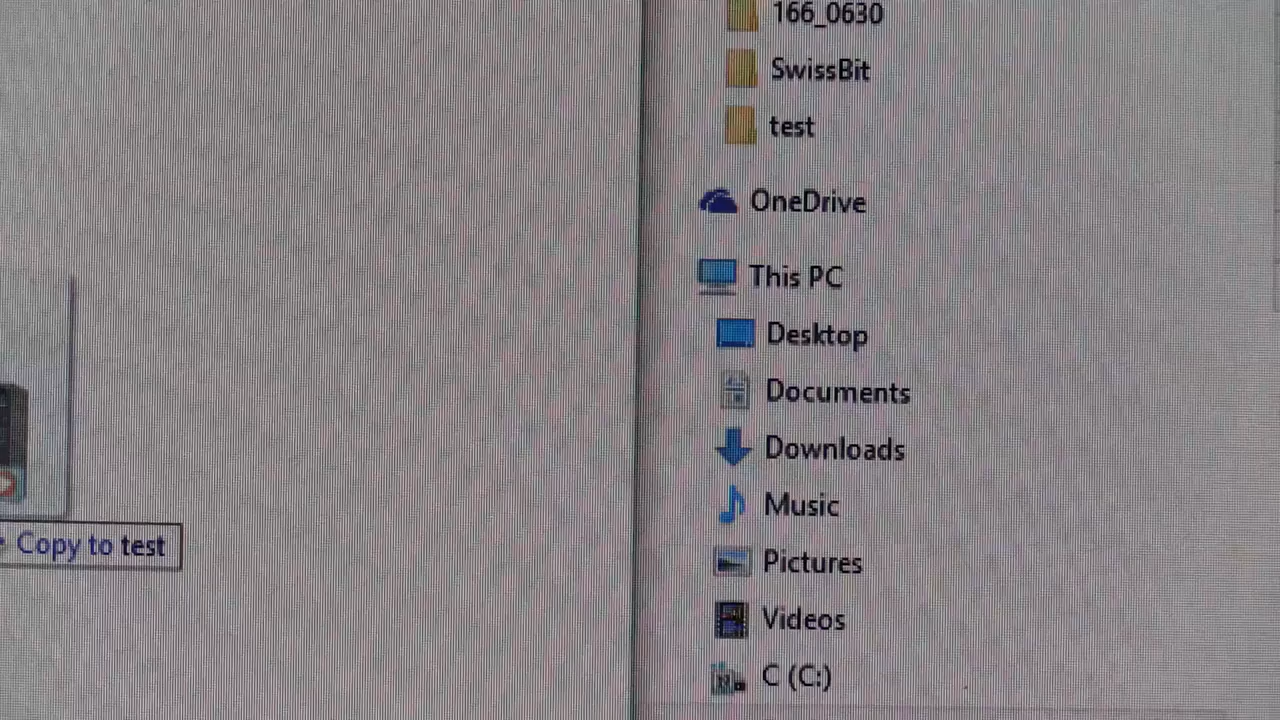 166_0630
SwissBit
test
OneDrive
This PC
Desktop
Documents
Downloads
Music
Pictures
Videos
C (C:)
Copy to test